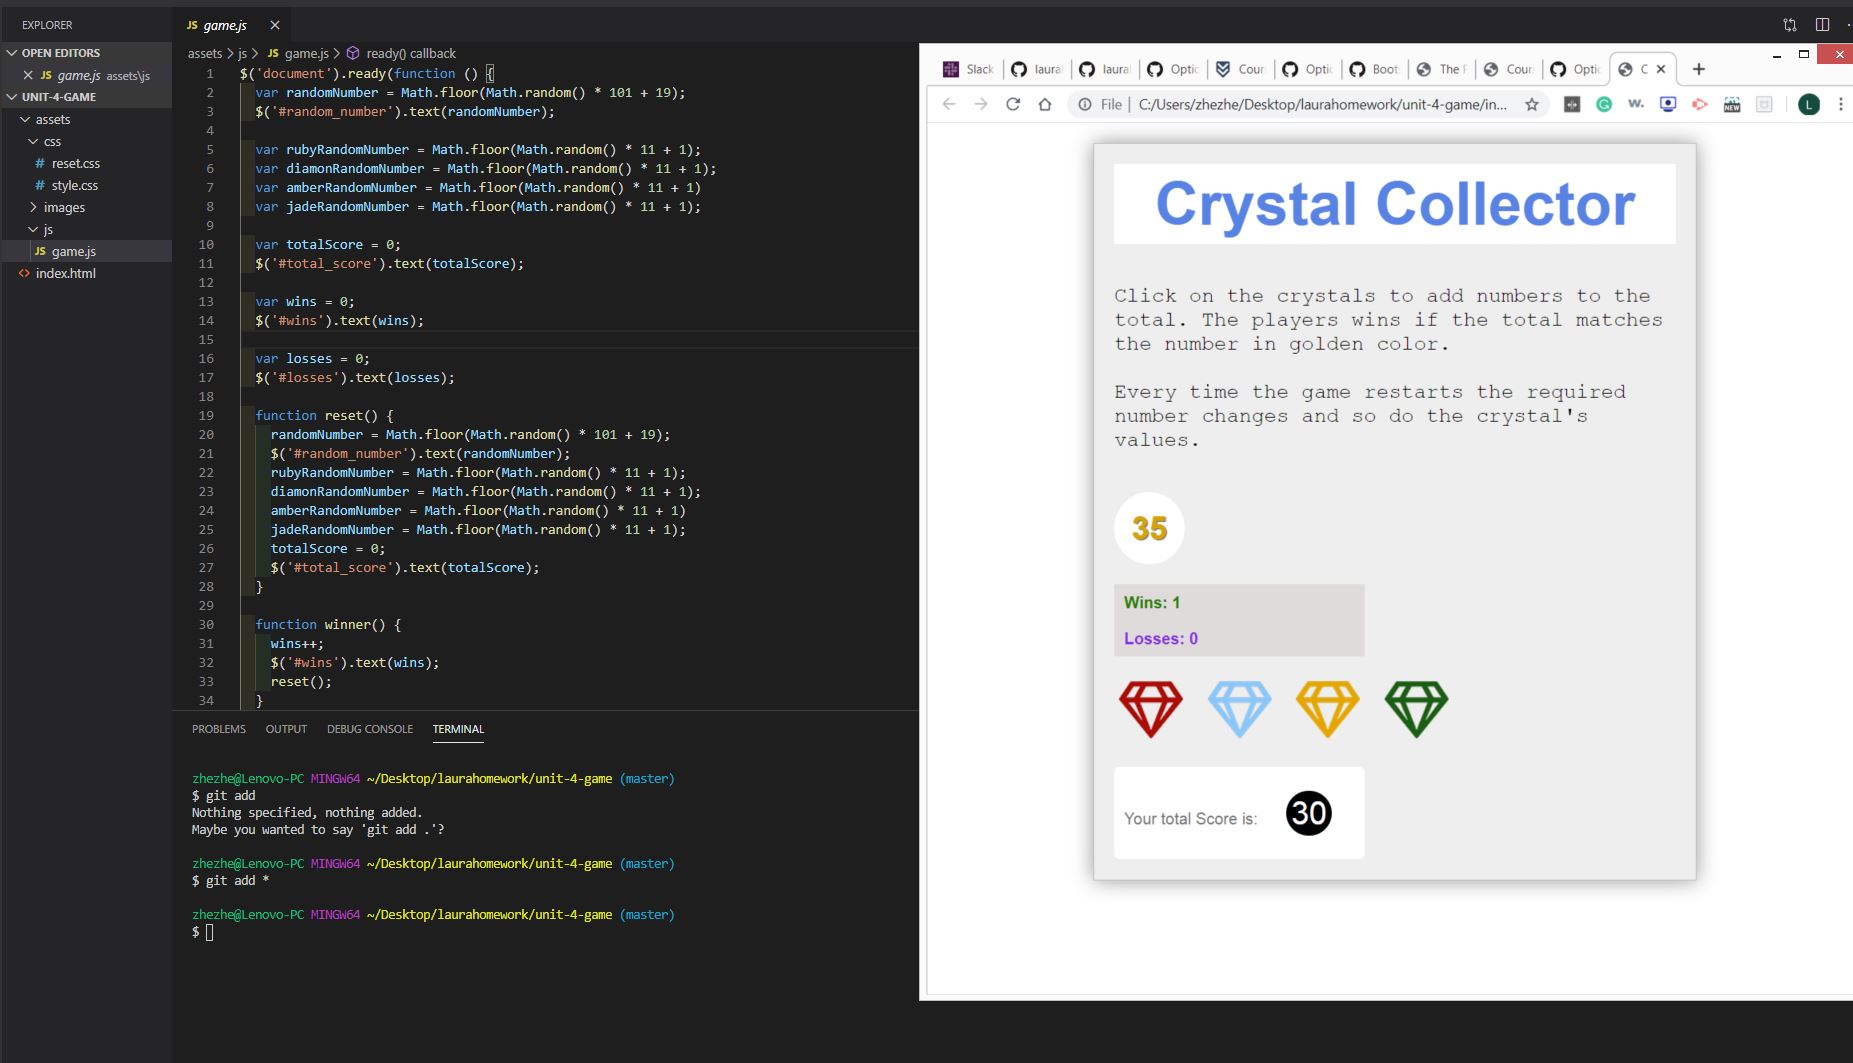 EXPLORER
OPEN EDITORS
JS game.js assets\js
UNIT-4-GAME
assets
css
# reset.css
# style.css
images
js
JS game.js
<> index.html
JS game.js
assets > js > JS game.js > ready() callback
1 $('document').ready(function () {
2 var randomNumber = Math.floor(Math.random() * 101 + 19);
3 $('#random_number').text(randomNumber);
4
5 var rubyRandomNumber = Math.floor(Math.random() * 11 + 1);
6 var diamonRandomNumber = Math.floor(Math.random() * 11 + 1);
7 var amberRandomNumber = Math.floor(Math.random() * 11 + 1)
8 var jadeRandomNumber = Math.floor(Math.random() * 11 + 1);
9
10 var totalScore = 0;
11 $('#total_score').text(totalScore);
12
13 var wins = 0;
14 $('#wins').text(wins);
15
16 var losses = 0;
17 $('#losses').text(losses);
18
19 function reset() {
20 randomNumber = Math.floor(Math.random() * 101 + 19);
21 $('#random_number').text(randomNumber);
22 rubyRandomNumber = Math.floor(Math.random() * 11 + 1);
23 diamonRandomNumber = Math.floor(Math.random() * 11 + 1);
24 amberRandomNumber = Math.floor(Math.random() * 11 + 1)
25 jadeRandomNumber = Math.floor(Math.random() * 11 + 1);
26 totalScore = 0;
27 $('#total_score').text(totalScore);
28 }
29
30 function winner() {
31 wins++;
32 $('#wins').text(wins);
33 reset();
34 }
PROBLEMS OUTPUT DEBUG CONSOLE TERMINAL
zhezhe@Lenovo-PC MINGW64 ~/Desktop/laurahomework/unit-4-game (master)
$ git add
Nothing specified, nothing added.
Maybe you wanted to say 'git add .'?
zhezhe@Lenovo-PC MINGW64 ~/Desktop/laurahomework/unit-4-game (master)
$ git add *
zhezhe@Lenovo-PC MINGW64 ~/Desktop/laurahomework/unit-4-game (master)
$
Slack laura laura Optio Cour Optio Boot The Cour Optio C
File | C:/Users/zhezhe/Desktop/laurahomework/unit-4-game/in... W. NEW L
Crystal Collector
Click on the crystals to add numbers to the
total. The players wins if the total matches
the number in golden color.
Every time the game restarts the required
number changes and so do the crystal's
values.
35
Wins: 1
Losses: 0
Your total Score is: 30